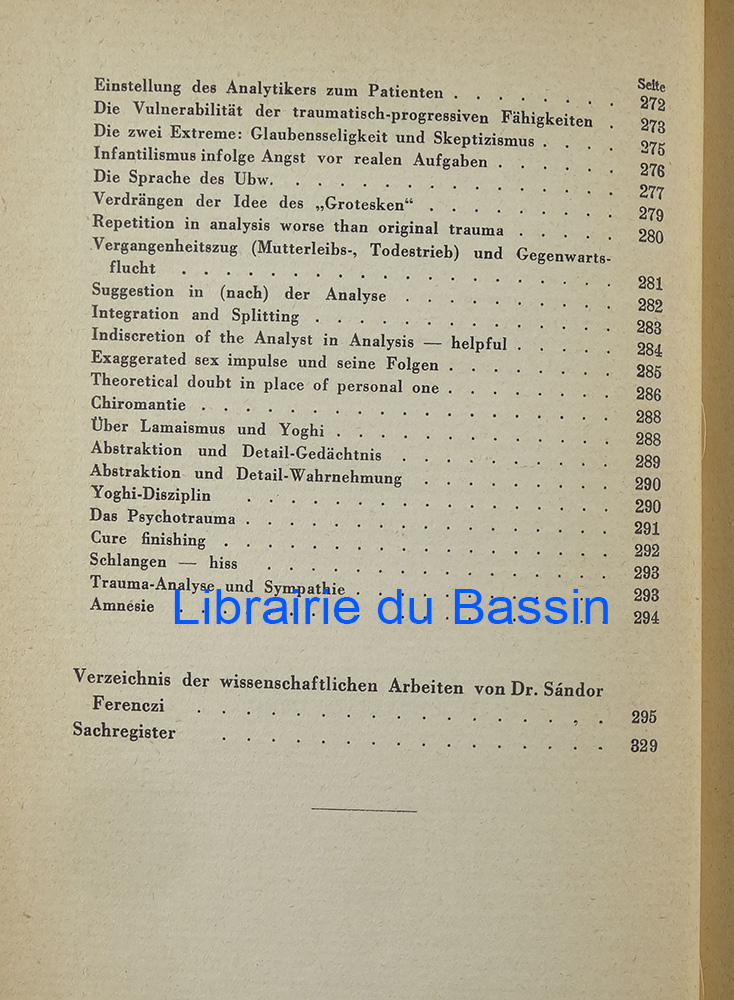 Seite
Einstellung des Analytikers zum Patienten . . . . . . . . 272
Die Vulnerabilität der traumatisch-progressiven Fähigkeiten . 273
Die zwei Extreme: Glaubensseligkeit und Skeptizismus . . . . 275
Infantilismus infolge Angst vor realen Aufgaben . . . . . . 276
Die Sprache des Ubw. . . . . . . . . . . . . . . . 277
Verdrängen der Idee des „Grotesken“ . . . . . . . . . 279
Repetition in analysis worse than original trauma . . . . . 280
Vergangenheitszug (Mutterleibs-, Todestrieb) und Gegenwarts-
flucht . . . . . . . . . . . . . . . . . . . . 281
Suggestion in (nach) der Analyse . . . . . . . . . . 282
Integration and Splitting . . . . . . . . . . . . . . 283
Indiscretion of the Analyst in Analysis — helpful . . . . . 284
Exaggerated sex impulse und seine Folgen . . . . . . . . 285
Theoretical doubt in place of personal one . . . . . . . . 286
Chiromantie . . . . . . . . . . . . . . . . . . . 288
Über Lamaismus und Yoghi . . . . . . . . . . . . . 288
Abstraktion und Detail-Gedächtnis . . . . . . . . . . 289
Abstraktion und Detail-Wahrnehmung . . . . . . . . . 290
Yoghi-Disziplin . . . . . . . . . . . . . . . . . 290
Das Psychotrauma . . . . . . . . . . . . . . . . . 291
Cure finishing . . . . . . . . . . . . . . . . . . 292
Schlangen — hiss . . . . . . . . . . . . . . . . 293
Trauma-Analyse und Sympathie . . . . . . . . . . . . 293
Amnesie . . . . . . . . . . . . . . . . . . . . 294
Librairie du Bassin
Verzeichnis der wissenschaftlichen Arbeiten von Dr. Sándor
Ferenczi . . . . . . . . . . . . . . . . . . . 295
Sachregister . . . . . . . . . . . . . . . . . . 329